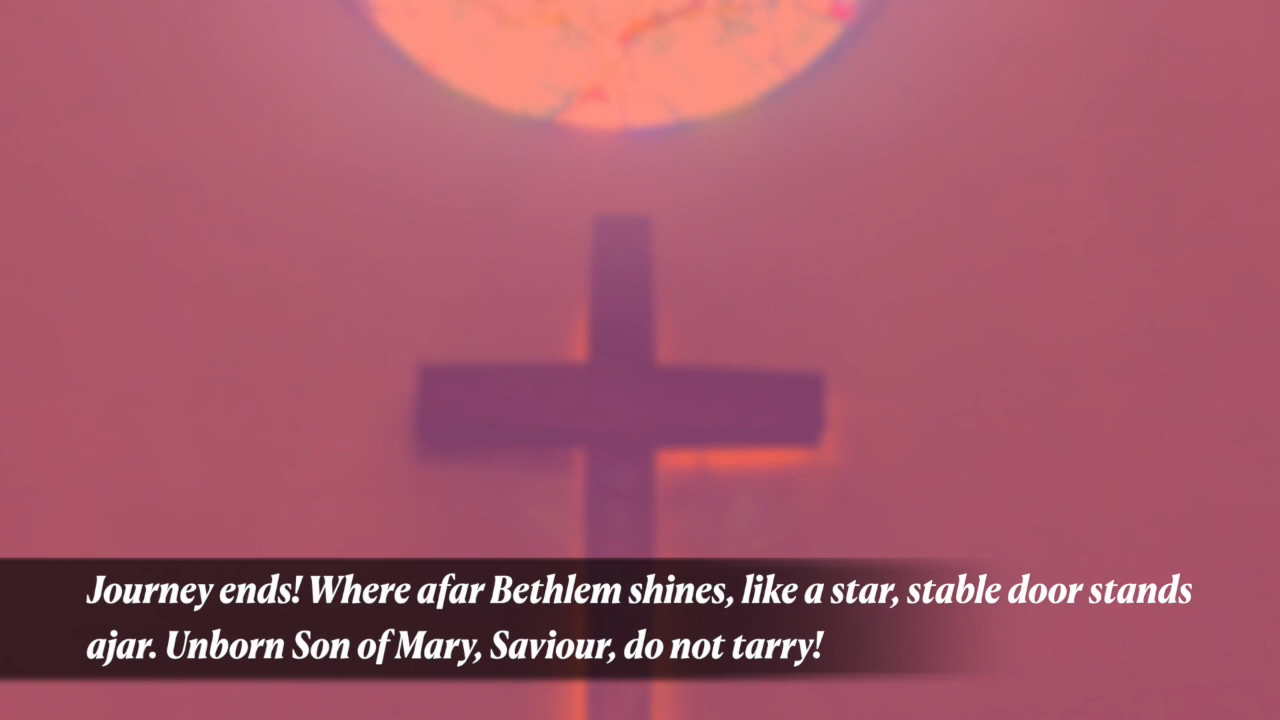 Journey ends! Where afar Bethlem shines, like a star, stable door stands
ajar. Unborn Son of Mary, Saviour, do not tarry!